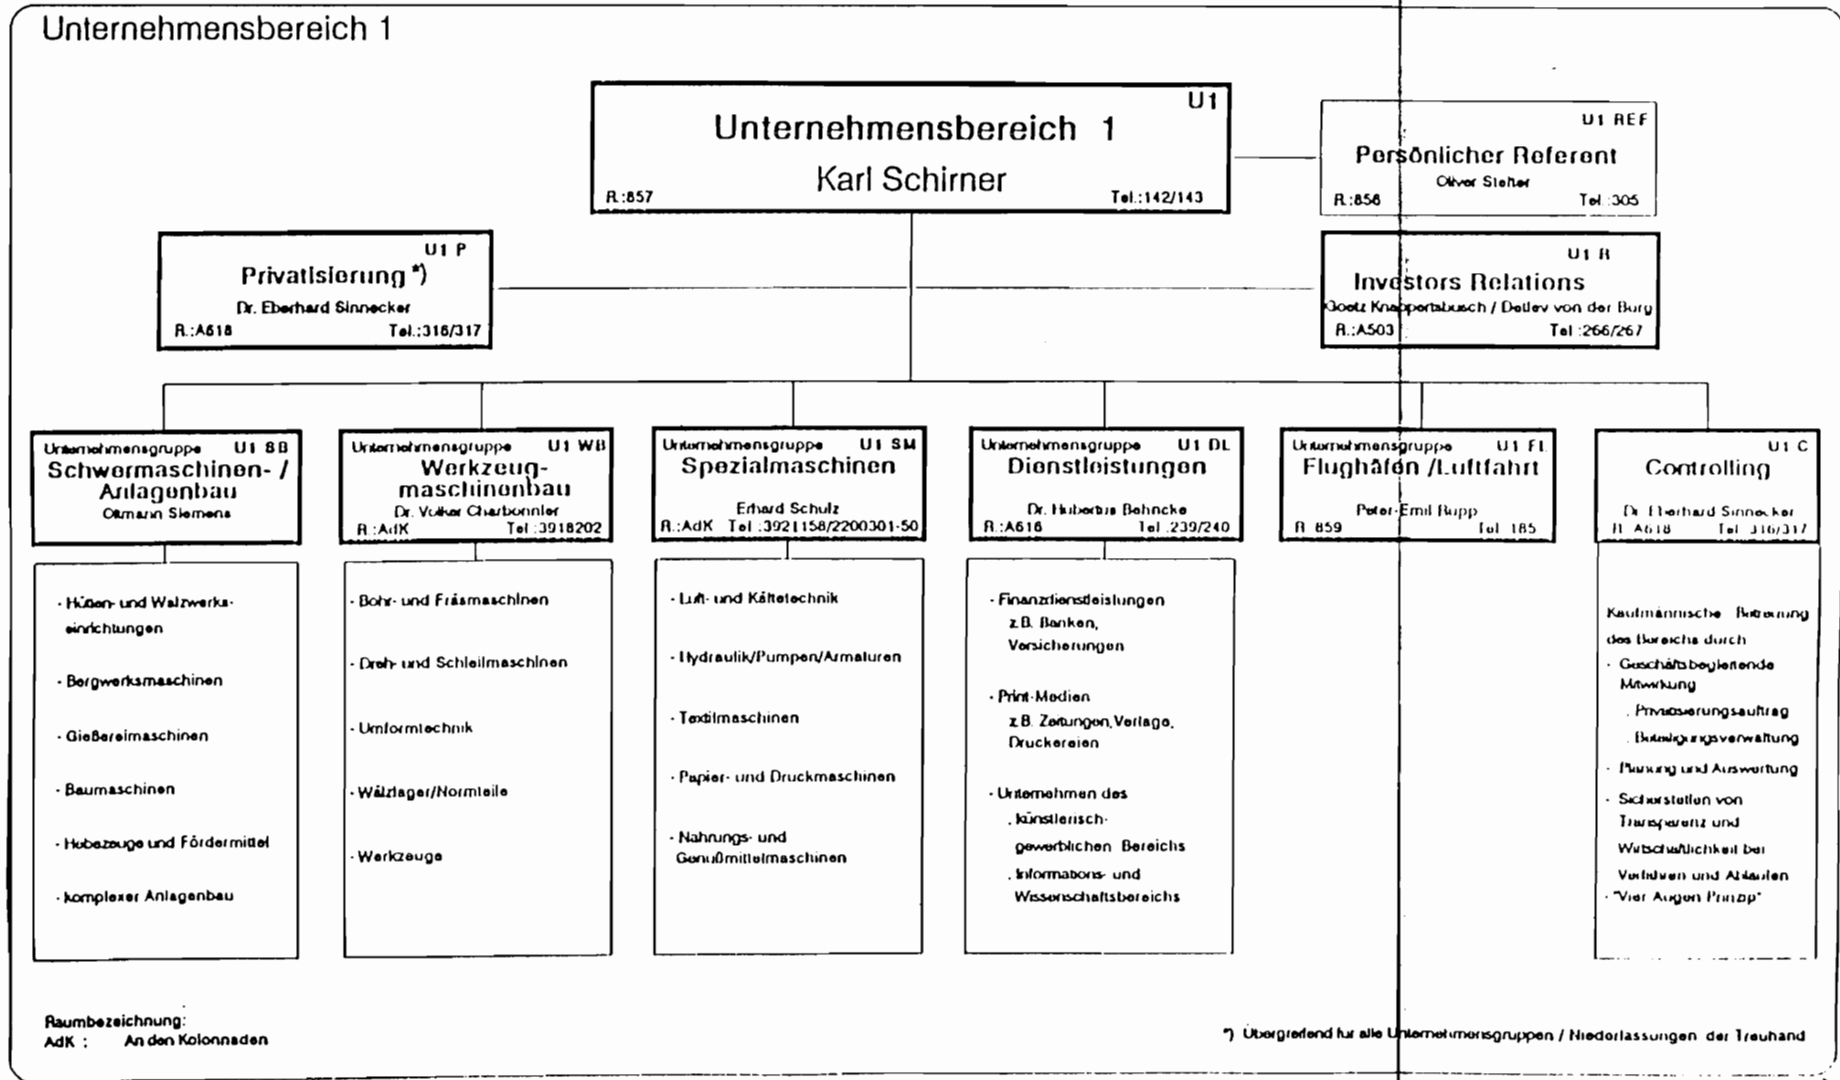 Unternehmensbereich 1
U1
Unternehmensbereich 1
Karl Schirner
R.:857 Tel.:142/143
U1 REF
Persönlicher Referent
Oliver
R.:856 Tel.:305
U1 P
Privatisierung *)
Dr. Eberhard Sinnecker
R.:A618 Tel.:316/317
U1 R
Investors Relations
Goetz Knappertsbusch / Detlev von der Burg
R.:A503 Tel.:266/267
Unternehmensgruppe U1 SB
Schwermaschinen- /
Anlagenbau
Oltmann Siemens
Unternehmensgruppe U1 WB
Werkzeug-
maschinenbau
Dr. Volker Charbonnier
R.:AdK Tel.:3918202
Unternehmensgruppe U1 SM
Spezialmaschinen
Erhard Schulz
R.:AdK Tel.:3921158/2200301-50
Unternehmensgruppe U1 DL
Dienstleistungen
Dr. Hubertus Behncke
R.:A616 Tel.:239/240
Unternehmensgruppe U1 FL
Flughäfen /Luftfahrt
Peter-Emil Rupp
R 859 Tel 185
U1 C
Controlling
Dr. Eberhard Sinnecker
R A618 Tel 316/317
- Hütten- und Walzwerks-
einrichtungen
- Bergwerksmaschinen
- Gießereimaschinen
- Baumaschinen
- Hebezeuge und Fördermittel
- komplexer Anlagenbau
- Bohr- und Fräsmaschinen
- Dreh- und Schleifmaschinen
- Umformtechnik
- Wälzlager/Normteile
- Werkzeuge
- Luft- und Kältetechnik
- Hydraulik/Pumpen/Armaturen
- Textilmaschinen
- Papier- und Druckmaschinen
- Nahrungs- und
Genußmittelmaschinen
- Finanzdienstleistungen
z.B. Banken,
Versicherungen
- Print-Medien
z.B. Zeitungen, Verlage,
Druckereien
- Unternehmen des
. künstlerisch-
gewerblichen Bereichs
. Informations- und
Wissenschaftsbereichs
Kaufmännische Betreuung
des Bereichs durch
- Geschäftsbegleitende
Mitwirkung
. Privatisierungsauftrag
. Beteiligungsverwaltung
- Planung und Auswertung
- Sicherstellen von
Transparenz und
Wirtschaftlichkeit bei
Verfahren und Abläufen
- "Vier Augen Prinzip"
Raumbezeichnung:
AdK : An den Kolonnaden
*) Übergreifend für alle Unternehmensgruppen / Niederlassungen der Treuhand